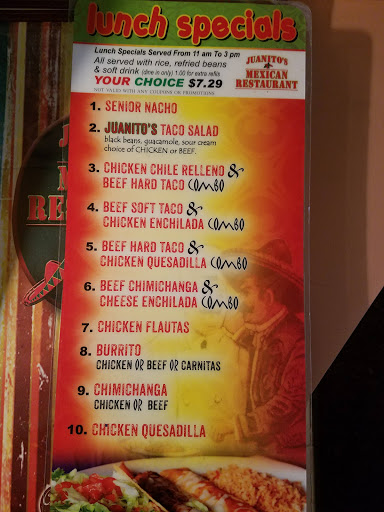 lunch specials
Lunch Specials Served From 11 am To 3 pm
All served with rice, refried beans
& soft drink (dine in only) 1.00 for extra refills
YOUR CHOICE $7.29
NOT VALID WITH ANY COUPONS OR PROMOTIONS
JUANITO'S
MEXICAN
RESTAURANT
1. SENIOR NACHO
2. JUANITO'S TACO SALAD
black beans, guacamole, sour cream
choice of CHICKEN or BEEF.
3. CHICKEN CHILE RELLENO &
BEEF HARD TACO COMBO
4. BEEF SOFT TACO &
CHICKEN ENCHILADA COMBO
5. BEEF HARD TACO &
CHICKEN QUESADILLA COMBO
6. BEEF CHIMICHANGA &
CHEESE ENCHILADA COMBO
7. CHICKEN FLAUTAS
8. BURRITO
CHICKEN OR BEEF OR CARNITAS
9. CHIMICHANGA
CHICKEN OR BEEF
10. CHICKEN QUESADILLA